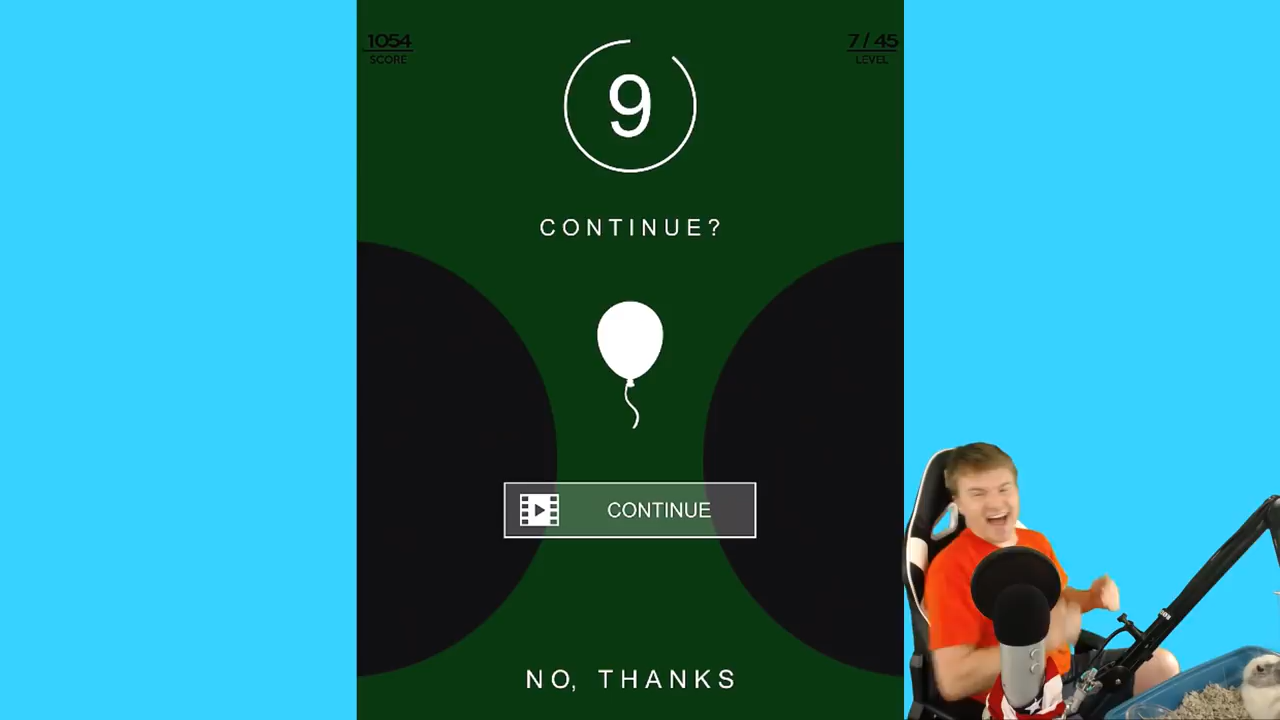 1054
SCORE
7 / 45
LEVEL
9
CONTINUE?
CONTINUE
NO, THANKS